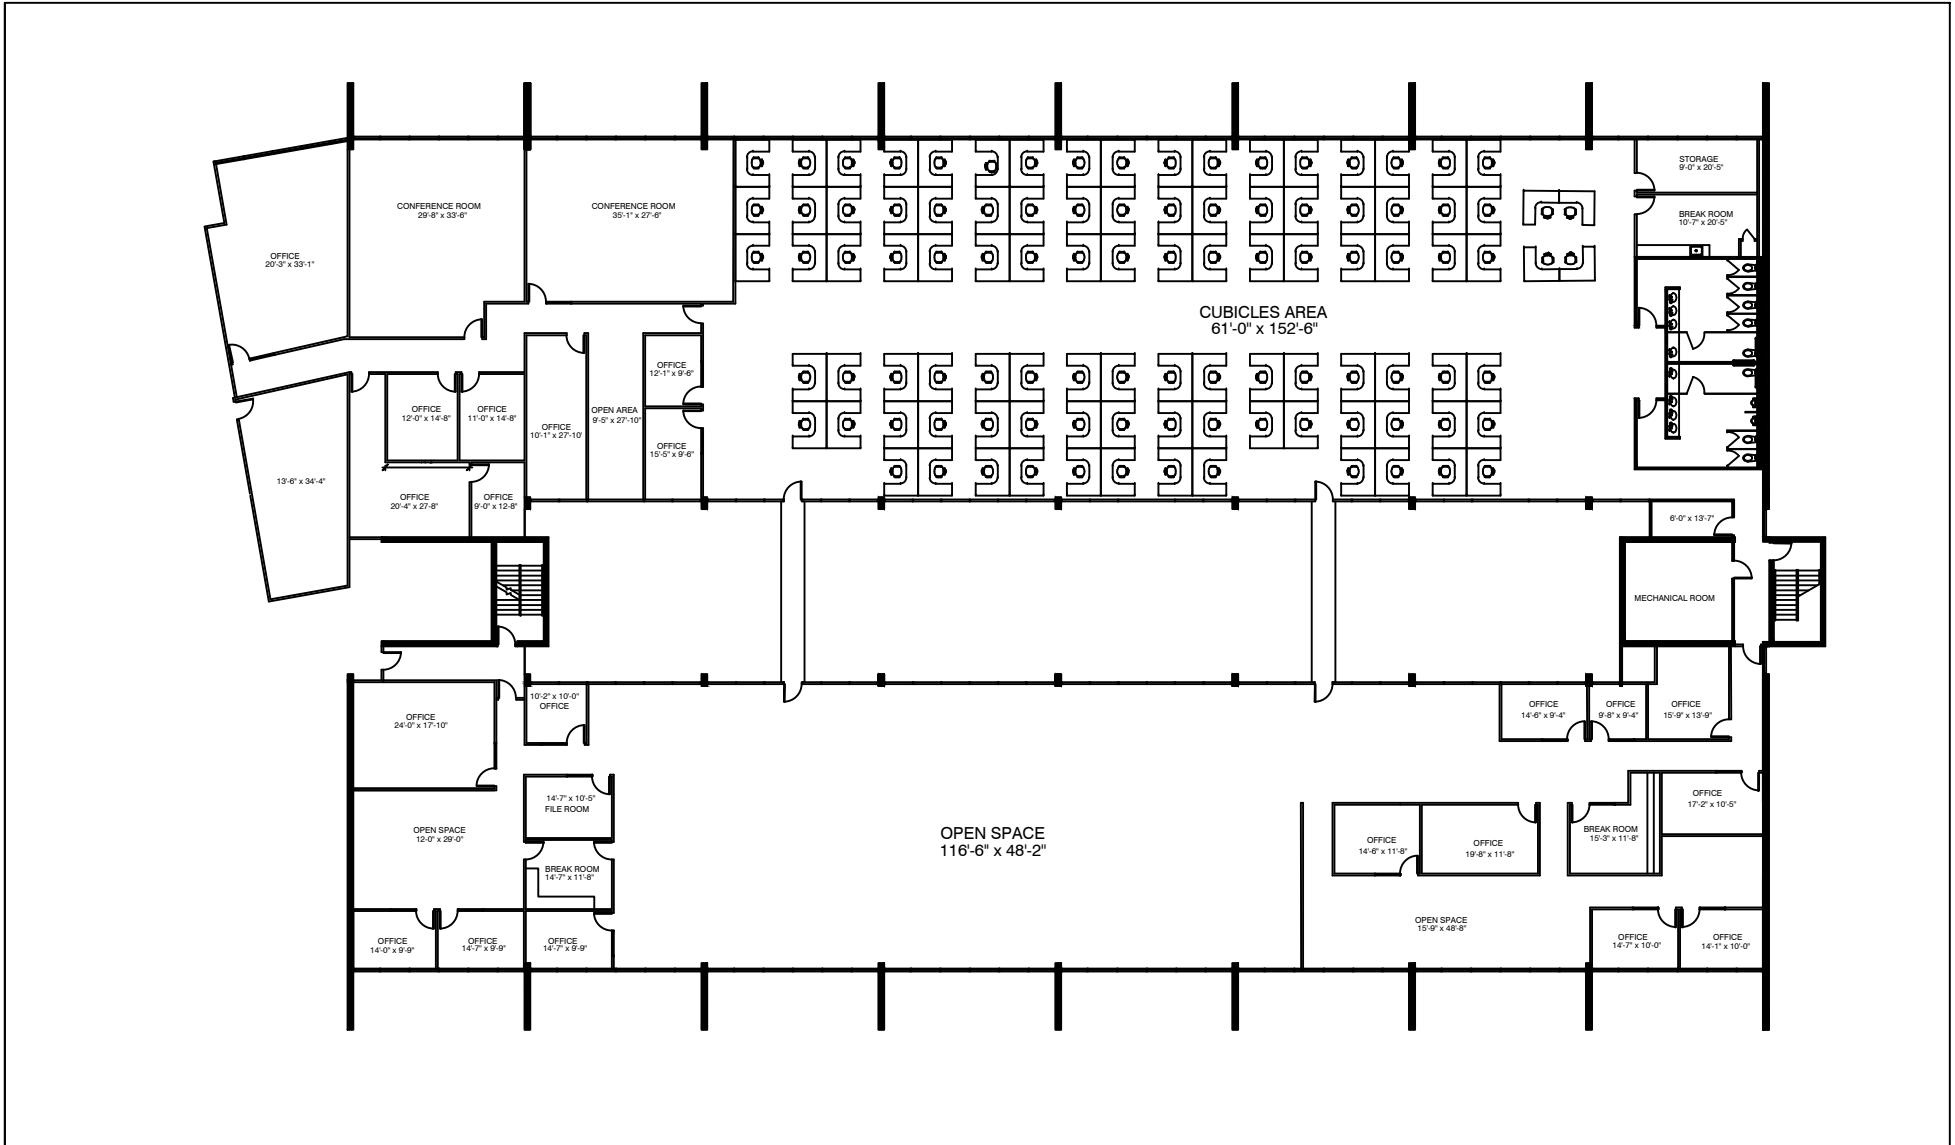 STORAGE
9'-0" x 20'-5"
CONFERENCE ROOM
29'-8" x 33'-6"
CONFERENCE ROOM
35'-1" x 27'-6"
BREAK ROOM
10'-7" x 20'-5"
OFFICE
20'-3" x 33'-1"
CUBICLES AREA
61'-0" x 152'-6"
OFFICE
12'-1" x 9'-6"
OFFICE
12'-0" x 14'-8"
OFFICE
11'-0" x 14'-8"
OPEN AREA
9'-5" x 27'-10"
OFFICE
10'-1" x 27'-10'
OFFICE
15'-5" x 9'-6"
13'-6" x 34'-4"
OFFICE
20'-4" x 27'-8"
OFFICE
9'-0" x 12'-8"
6'-0" x 13'-7"
MECHANICAL ROOM
10'-2" x 10'-0"
OFFICE
OFFICE
24'-0" x 17'-10"
OFFICE
14'-6" x 9'-4"
OFFICE
9'-8" x 9'-4"
OFFICE
15'-9" x 13'-9"
14'-7" x 10'-5"
FILE ROOM
OFFICE
17'-2" x 10'-5"
OPEN SPACE
12'-0" x 29'-0"
OPEN SPACE
116'-6" x 48'-2"
BREAK ROOM
15'-3" x 11'-8"
OFFICE
14'-6" x 11'-8"
OFFICE
19'-8" x 11'-8"
BREAK ROOM
14'-7" x 11'-8"
OPEN SPACE
15'-9" x 48'-8"
OFFICE
14'-0" x 9'-9"
OFFICE
14'-7" x 9'-9"
OFFICE
14'-7" x 9'-9"
OFFICE
14'-7" x 10'-0"
OFFICE
14'-1" x 10'-0"